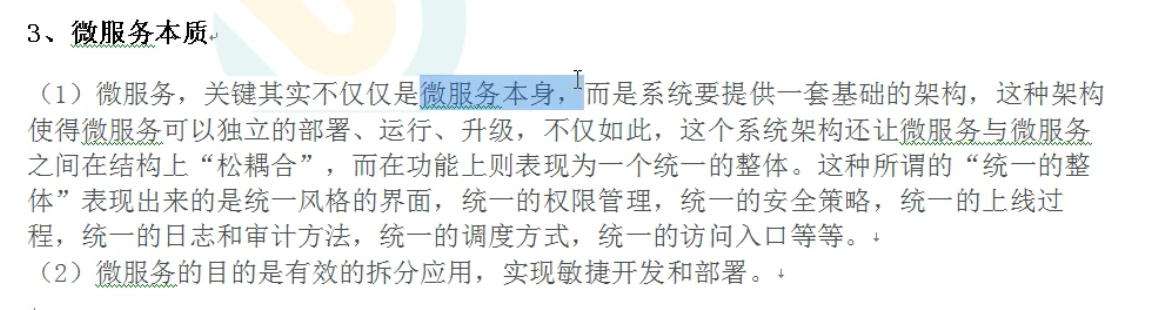 3、微服务本质
（1）微服务，关键其实不仅仅是微服务本身，而是系统要提供一套基础的架构，这种架构
使得微服务可以独立的部署、运行、升级，不仅如此，这个系统架构还让微服务与微服务
之间在结构上“松耦合”，而在功能上则表现为一个统一的整体。这种所谓的“统一的整
体”表现出来的是统一风格的界面，统一的权限管理，统一的安全策略，统一的上线过
程，统一的日志和审计方法，统一的调度方式，统一的访问入口等等。
（2）微服务的目的是有效的拆分应用，实现敏捷开发和部署。